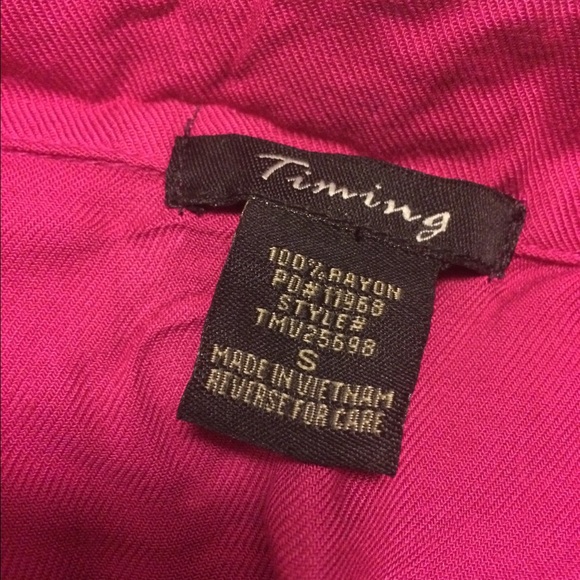 Timing
100% RAYON
PO#11968
STYLE#
TMV25698
S
MADE IN VIETNAM
REVERSE FOR CARE